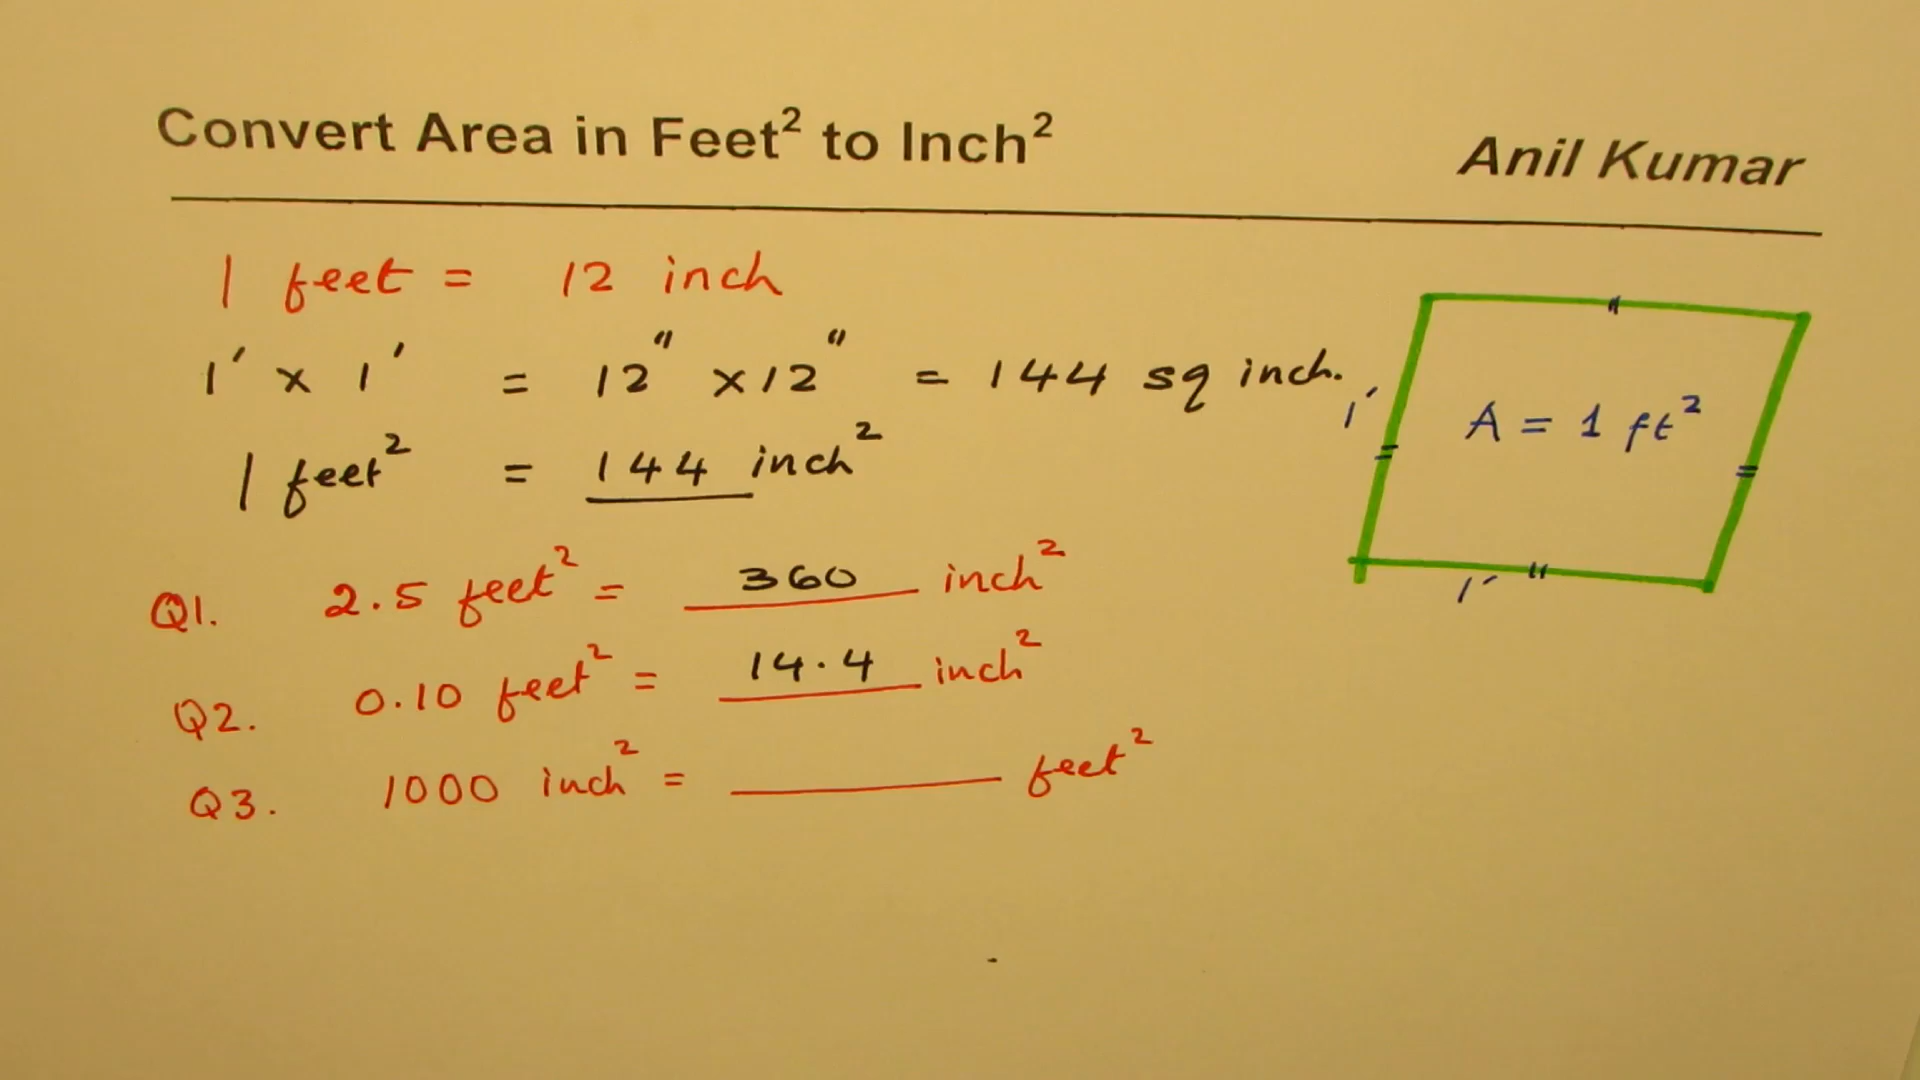 Convert Area in Feet² to Inch²
Anil Kumar
1 feet = 12 inch
1' x 1' = 12" x 12" = 144 sq inch.
1 feet² = 144 inch²
1'
A = 1 ft²
1'
Q1. 2.5 feet² = 360 inch²
Q2. 0.10 feet² = 14.4 inch²
Q3. 1000 inch² = ______ feet²